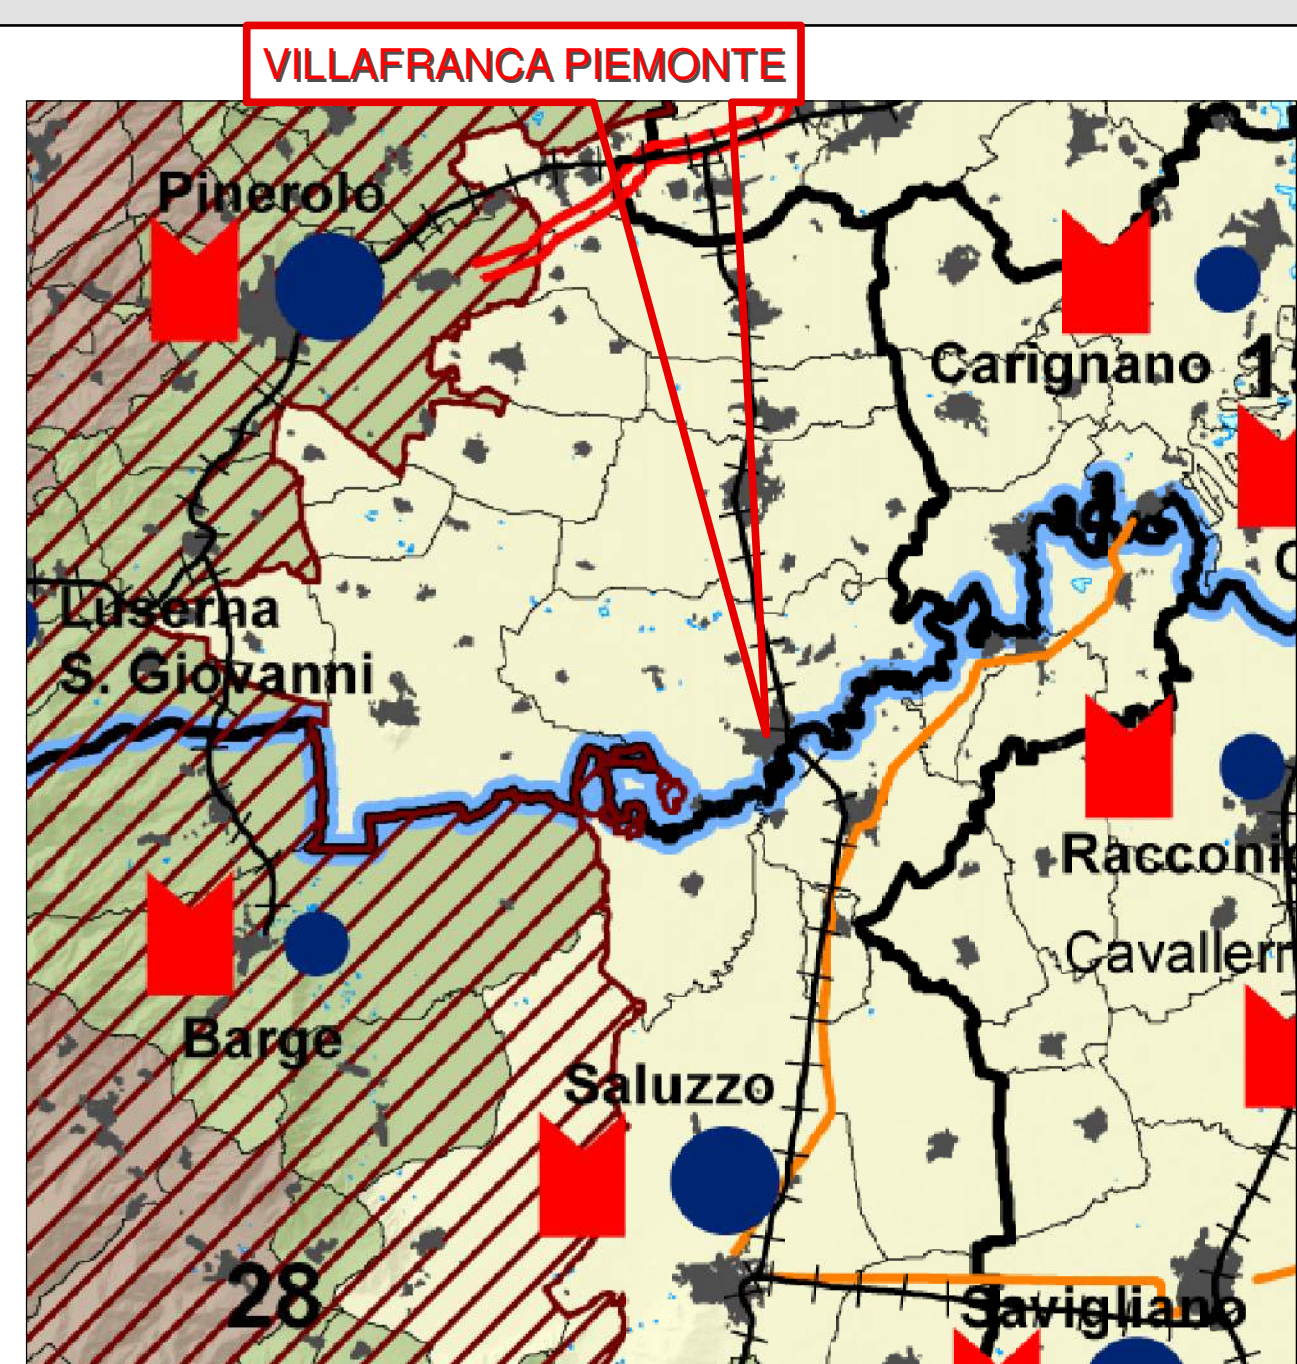 VILLAFRANCA PIEMONTE
Pinerolo
Carignano
Luserna
S. Giovanni
Racconi
Cavaller
Barge
Saluzzo
28
Savigliano